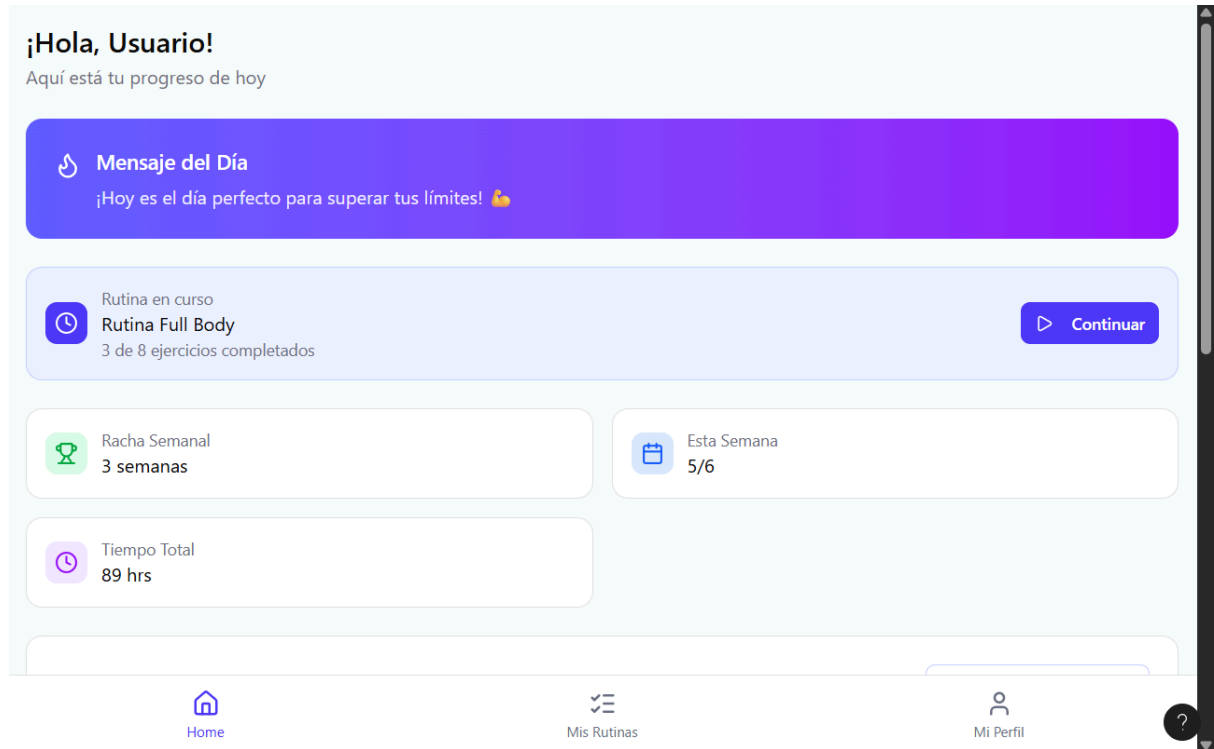 ¡Hola, Usuario!
Aquí está tu progreso de hoy
Mensaje del Día
¡Hoy es el día perfecto para superar tus límites! 💪
Rutina en curso
Rutina Full Body
3 de 8 ejercicios completados
Continuar
Racha Semanal
3 semanas
Esta Semana
5/6
Tiempo Total
89 hrs
Home
Mis Rutinas
Mi Perfil
?